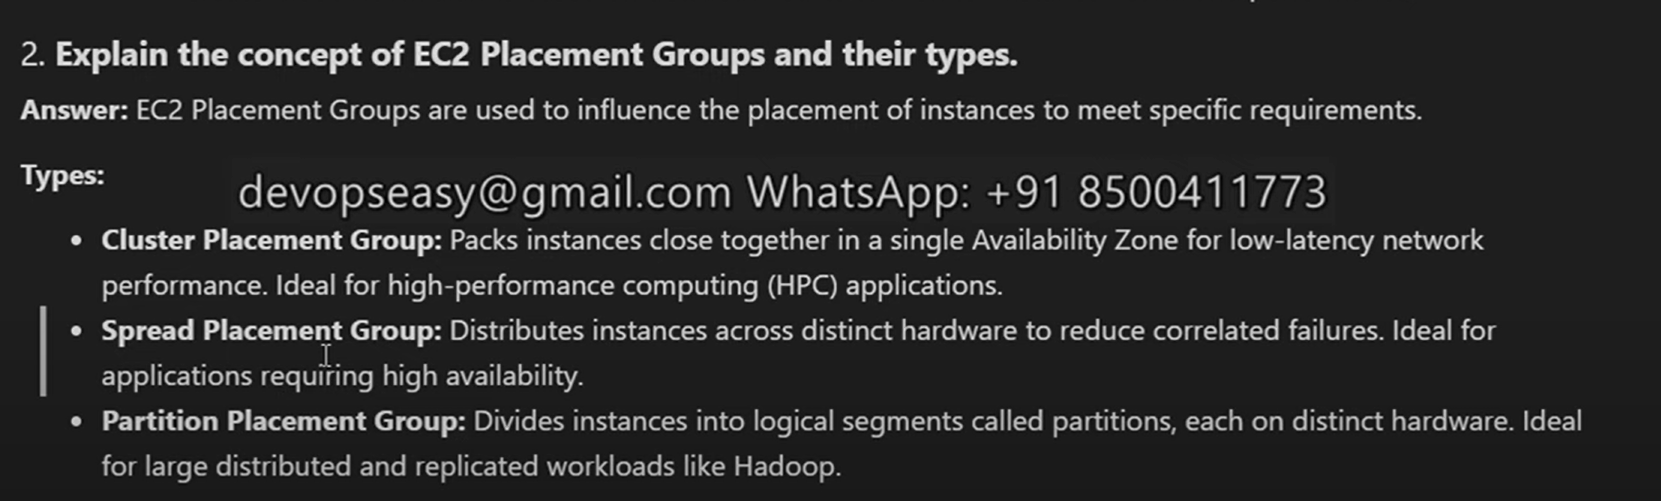 2. Explain the concept of EC2 Placement Groups and their types.
Answer: EC2 Placement Groups are used to influence the placement of instances to meet specific requirements.
Types:
devopseasy@gmail.com WhatsApp: +91 8500411773
• Cluster Placement Group: Packs instances close together in a single Availability Zone for low-latency network
performance. Ideal for high-performance computing (HPC) applications.
• Spread Placement Group: Distributes instances across distinct hardware to reduce correlated failures. Ideal for
applications requiring high availability.
• Partition Placement Group: Divides instances into logical segments called partitions, each on distinct hardware. Ideal
for large distributed and replicated workloads like Hadoop.